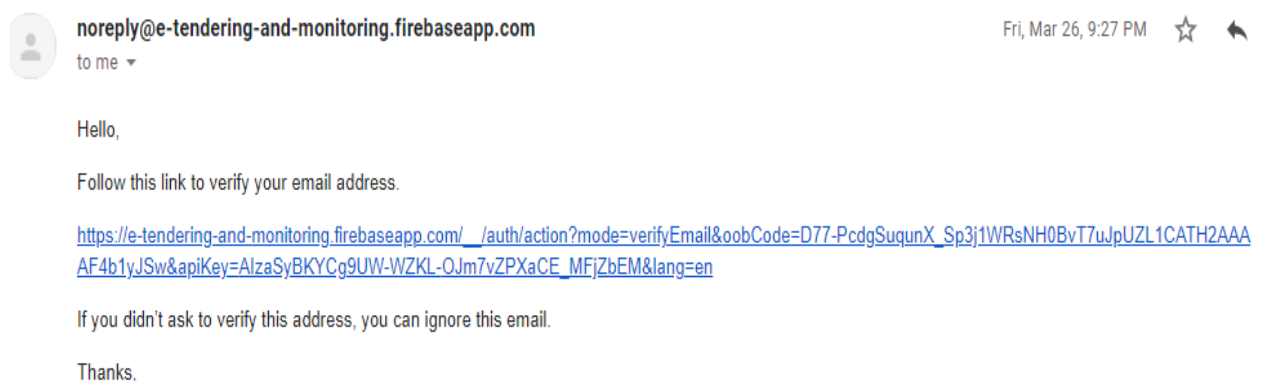 noreply@e-tendering-and-monitoring.firebaseapp.com
Fri, Mar 26, 9:27 PM
to me
Hello,
Follow this link to verify your email address.
https://e-tendering-and-monitoring.firebaseapp.com/__/auth/action?mode=verifyEmail&oobCode=D77-PcdgSuqunX_Sp3j1WRsNH0BvT7uJpUZL1CATH2AAA
AF4b1yJSw&apiKey=AIzaSyBKYCg9UW-WZKL-OJm7vZPXaCE_MFjZbEM&lang=en
If you didn’t ask to verify this address, you can ignore this email.
Thanks,